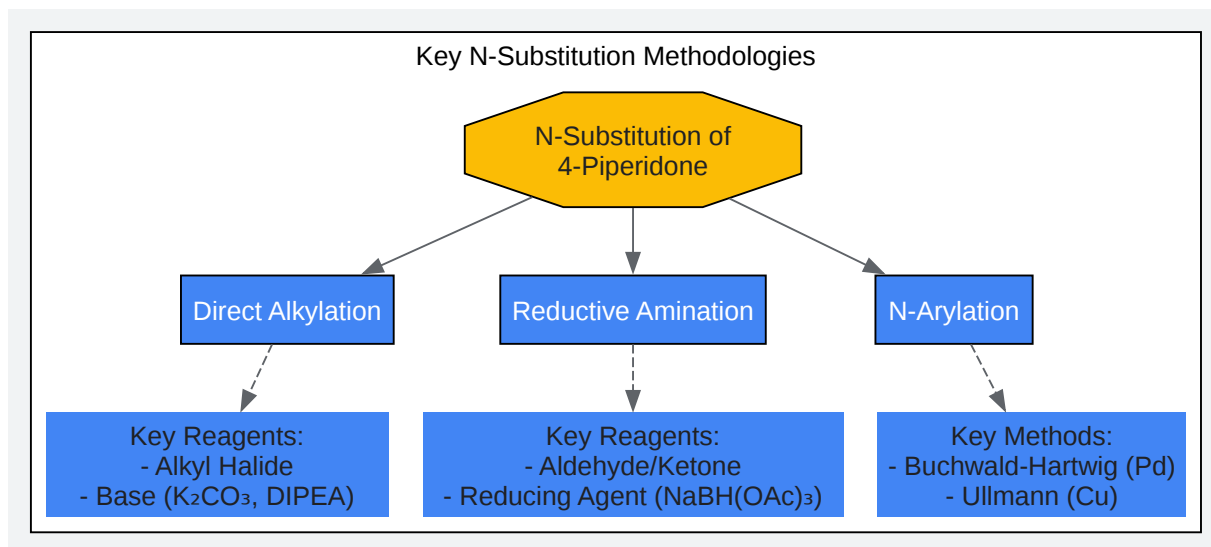 Key N-Substitution Methodologies
N-Substitution of
4-Piperidone
Direct Alkylation
Reductive Amination
N-Arylation
Key Reagents:
- Alkyl Halide
- Base (K₂CO₃, DIPEA)
Key Reagents:
- Aldehyde/Ketone
- Reducing Agent (NaBH(OAc)₃)
Key Methods:
- Buchwald-Hartwig (Pd)
- Ullmann (Cu)